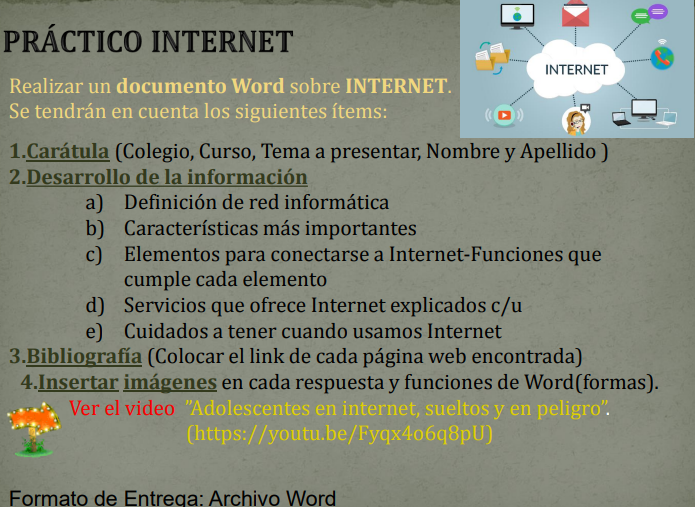 PRÁCTICO INTERNET
INTERNET
Realizar un documento Word sobre INTERNET.
Se tendrán en cuenta los siguientes ítems:
1.Carátula (Colegio, Curso, Tema a presentar, Nombre y Apellido )
2.Desarrollo de la información
a) Definición de red informática
b) Características más importantes
c) Elementos para conectarse a Internet-Funciones que
cumple cada elemento
d) Servicios que ofrece Internet explicados c/u
e) Cuidados a tener cuando usamos Internet
3.Bibliografía (Colocar el link de cada página web encontrada)
4.Insertar imágenes en cada respuesta y funciones de Word(formas).
Ver el video ”Adolescentes en internet, sueltos y en peligro”.
(https://youtu.be/Fyqx4o6q8pU)
Formato de Entrega: Archivo Word